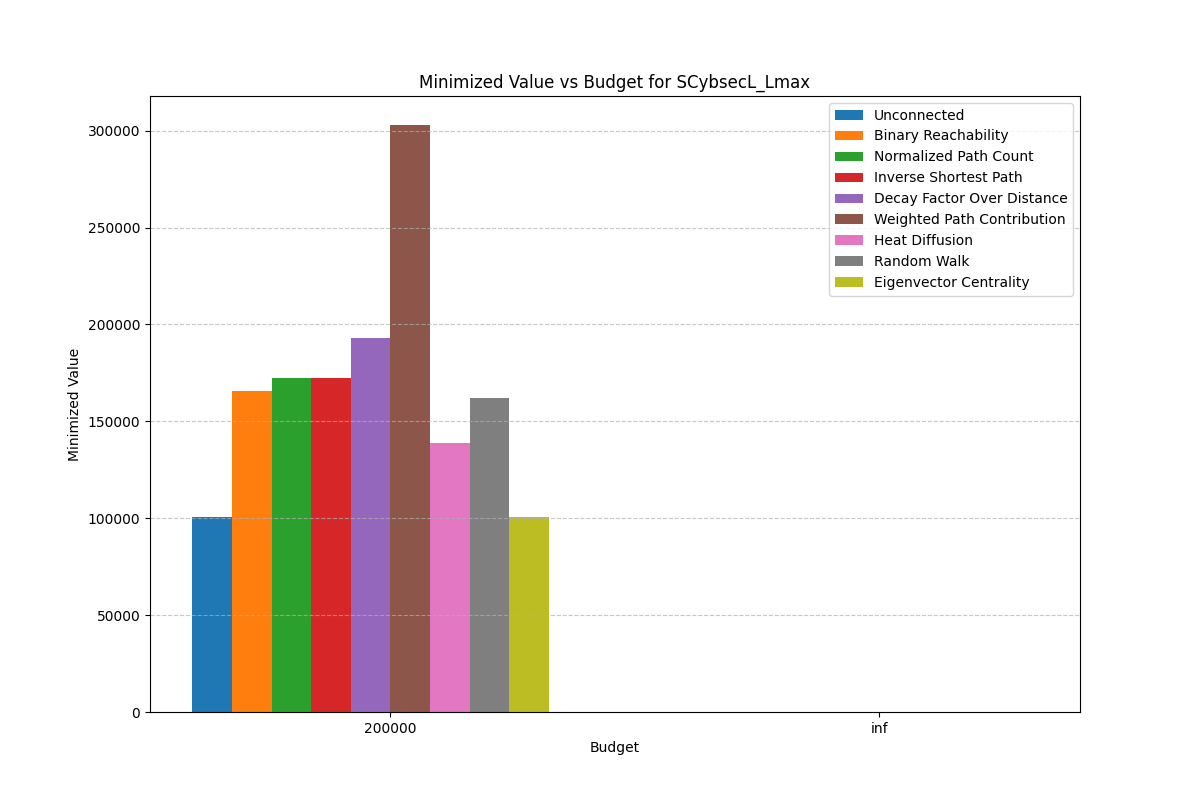 Minimized Value vs Budget for SCybsecL_Lmax
Unconnected
Binary Reachability
Normalized Path Count
Inverse Shortest Path
Decay Factor Over Distance
Weighted Path Contribution
Heat Diffusion
Random Walk
Eigenvector Centrality
Minimized Value
300000
250000
200000
150000
100000
50000
0
200000 inf
Budget